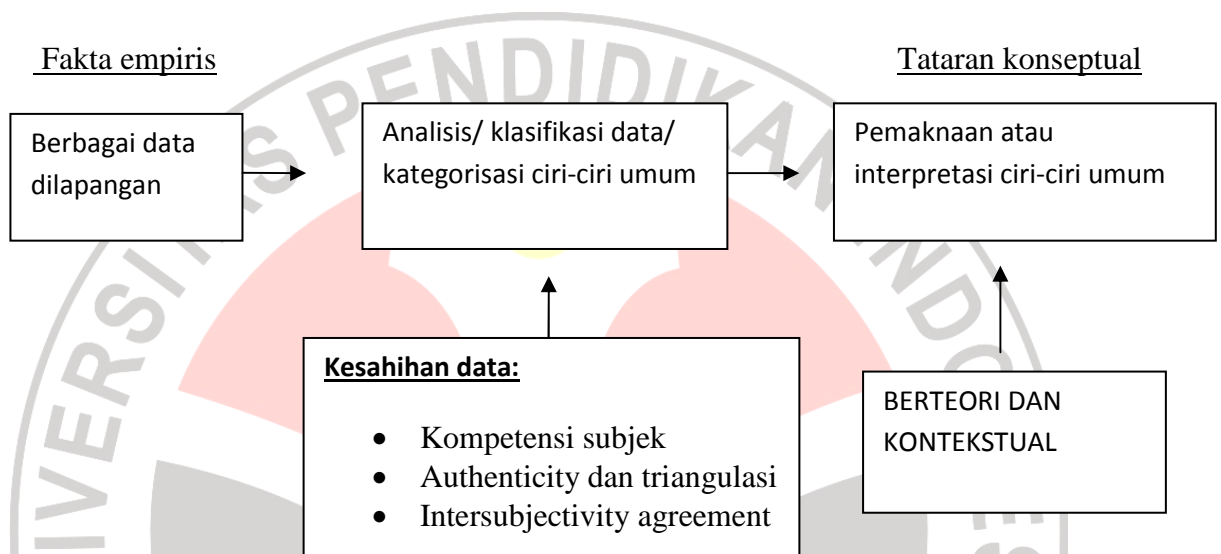 Fakta empiris
Tataran konseptual
Berbagai data
dilapangan
Analisis/ klasifikasi data/
kategorisasi ciri-ciri umum
Pemaknaan atau
interpretasi ciri-ciri umum
Kesahihan data:
• Kompetensi subjek
• Authenticity dan triangulasi
• Intersubjectivity agreement
BERTEORI DAN
KONTEKSTUAL